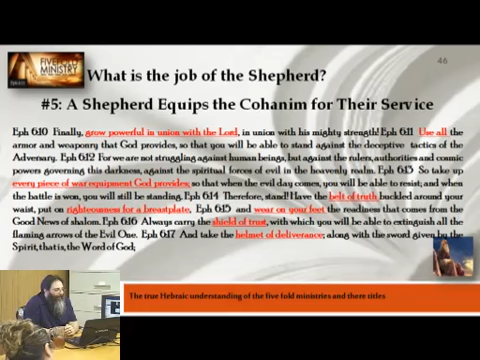 FIVEFOLD
MINISTRY
46
What is the job of the Shepherd?
#5: A Shepherd Equips the Cohanim for Their Service
Eph 6:10 Finally, grow powerful in union with the Lord, in union with his mighty strength! Eph 6:11 Use all the
armor and weaponry that God provides, so that you will be able to stand against the deceptive tactics of the
Adversary. Eph 6:12 For we are not struggling against human beings, but against the rulers, authorities and cosmic
powers governing this darkness, against the spiritual forces of evil in the heavenly realm. Eph 6:13 So take up
every piece of war equipment God provides; so that when the evil day comes, you will be able to resist; and when
the battle is won, you will still be standing. Eph 6:14 Therefore, stand! Have the belt of truth buckled around your
waist, put on righteousness for a breastplate, Eph 6:15 and wear on your feet the readiness that comes from the
Good News of shalom. Eph 6:16 Always carry the shield of trust, with which you will be able to extinguish all the
flaming arrows of the Evil One. Eph 6:17 And take the helmet of deliverance; along with the sword given by the
Spirit, that is, the Word of God;
The true Hebraic understanding of the five fold ministries and there titles